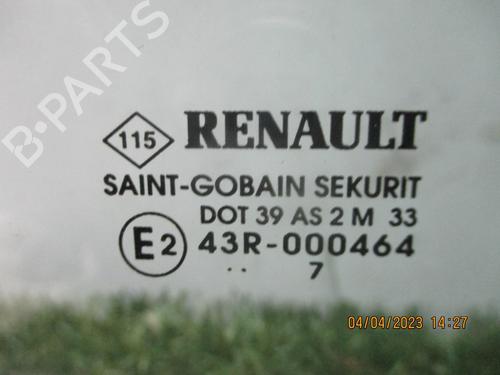 B-PARTS
115 RENAULT
SAINT-GOBAIN SEKURIT
DOT 39 AS 2 M 33
E2 43R-000464
.. 7
04/04/2023 14:27